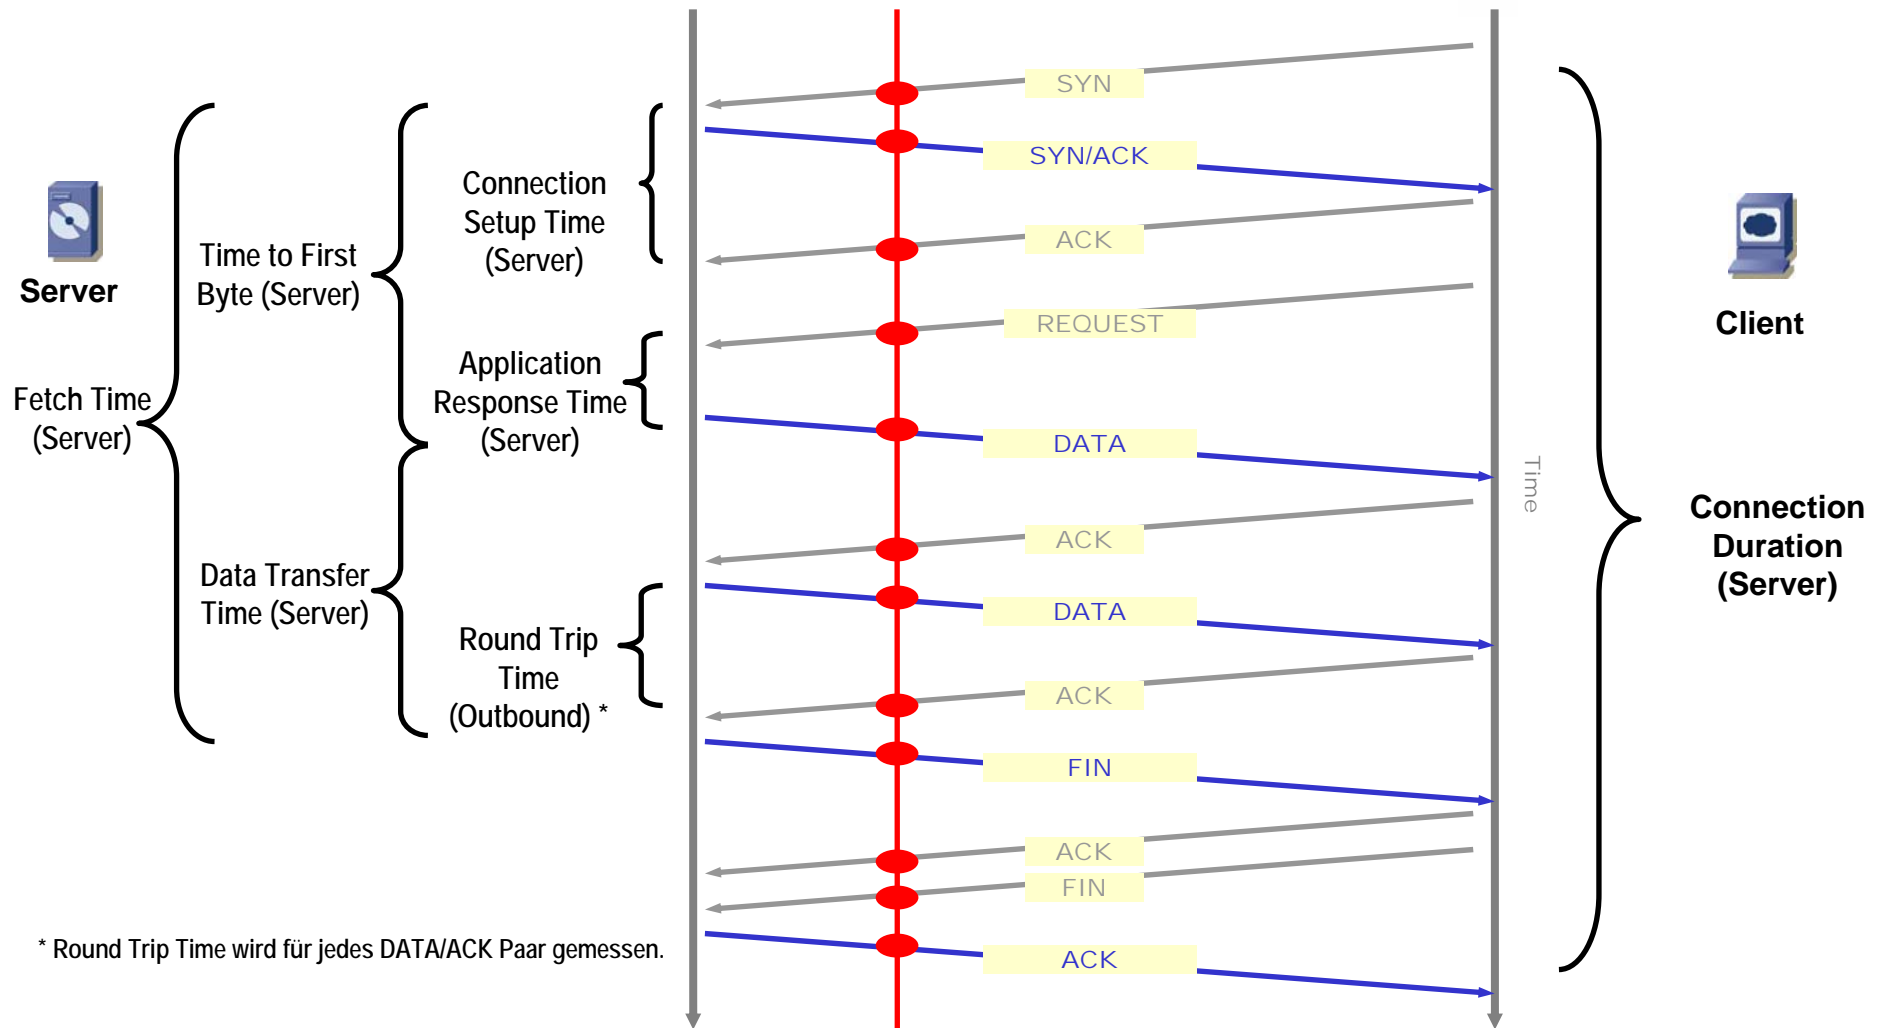 SYN
SYN/ACK
ACK
REQUEST
DATA
ACK
DATA
ACK
FIN
ACK
FIN
ACK
Server
Fetch Time
(Server)
Time to First
Byte (Server)
Data Transfer
Time (Server)
Connection
Setup Time
(Server)
Application
Response Time
(Server)
Round Trip
Time
(Outbound) *
Time
Client
Connection
Duration
(Server)
* Round Trip Time wird für jedes DATA/ACK Paar gemessen.